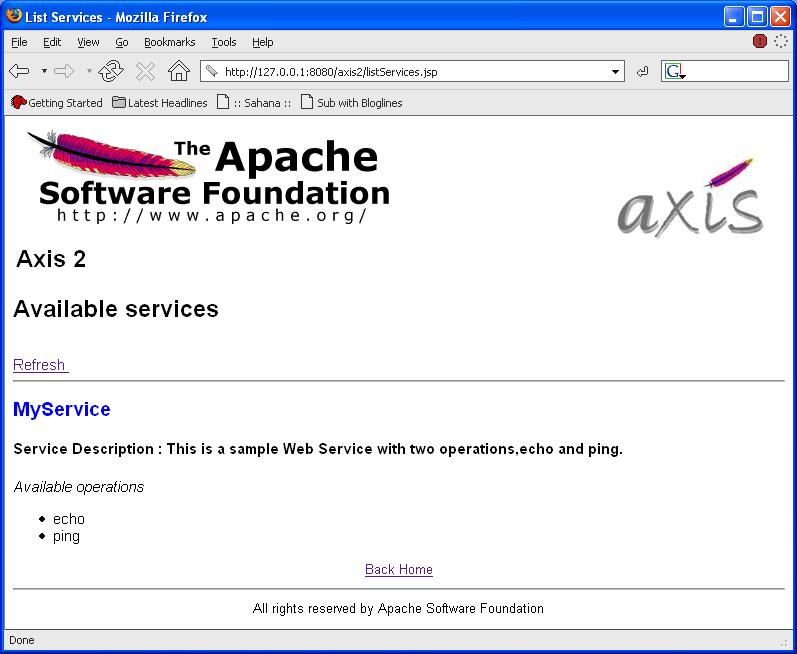 List Services - Mozilla Firefox
File Edit View Go Bookmarks Tools Help
http://127.0.0.1:8080/axis2/listServices.jsp
G
Getting Started Latest Headlines :: Sahana :: Sub with Bloglines
The Apache
Software Foundation
http://www.apache.org/
axis
Axis 2
Available services
Refresh
MyService
Service Description : This is a sample Web Service with two operations,echo and ping.
Available operations
echo
ping
Back Home
All rights reserved by Apache Software Foundation
Done